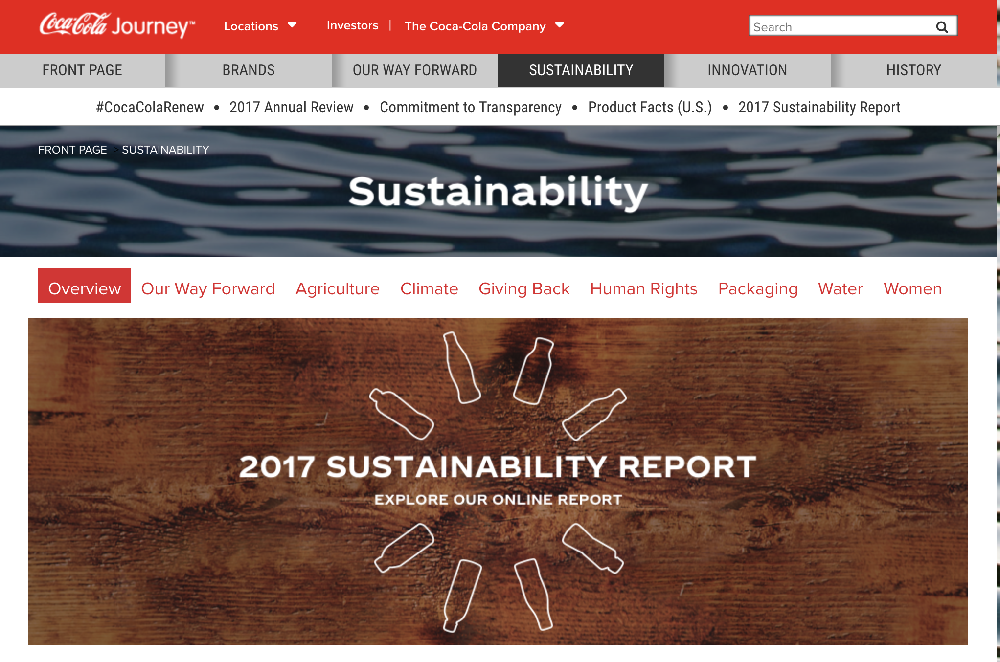 Coca-Cola Journey™ Locations Investors | The Coca-Cola Company Search
FRONT PAGE BRANDS OUR WAY FORWARD SUSTAINABILITY INNOVATION HISTORY
#CocaColaRenew • 2017 Annual Review • Commitment to Transparency • Product Facts (U.S.) • 2017 Sustainability Report
FRONT PAGE > SUSTAINABILITY
Sustainability
Overview Our Way Forward Agriculture Climate Giving Back Human Rights Packaging Water Women
2017 SUSTAINABILITY REPORT
EXPLORE OUR ONLINE REPORT